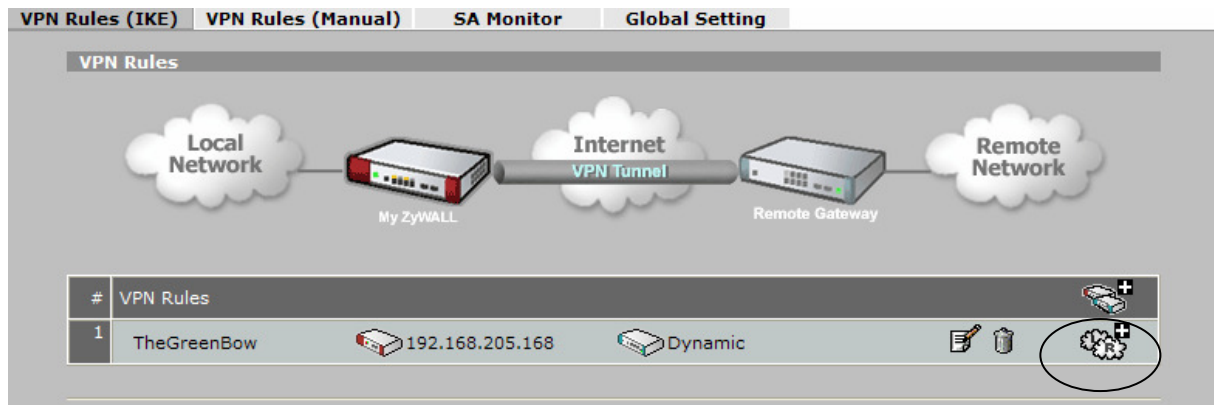 VPN Rules (IKE) VPN Rules (Manual) SA Monitor Global Setting
VPN Rules
Local Network
Internet
VPN Tunnel
Remote Network
My ZyWALL
Remote Gateway
# VPN Rules
1 TheGreenBow 192.168.205.168 Dynamic R